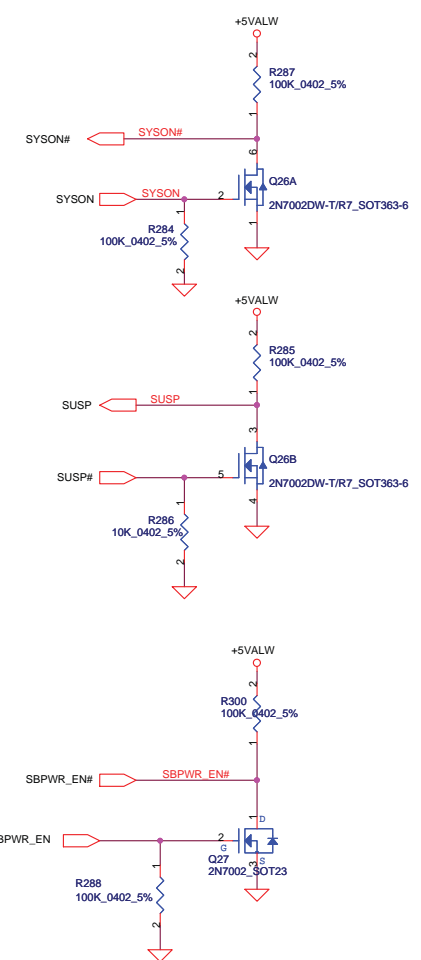 +5VALW
2
R287
100K_0402_5%
1
SYSON#
SYSON#
6
Q26A
SYSON
SYSON
2
2N7002DW-T/R7_SOT363-6
1
1
R284
100K_0402_5%
2
+5VALW
2
R285
100K_0402_5%
1
SUSP
SUSP
3
Q26B
SUSP#
5
2N7002DW-T/R7_SOT363-6
4
1
R286
10K_0402_5%
2
+5VALW
2
R300
100K_0402_5%
1
SBPWR_EN#
SBPWR_EN#
1
D
BPWR_EN
2
G
S
3
Q27
2N7002_SOT23
1
R288
100K_0402_5%
2